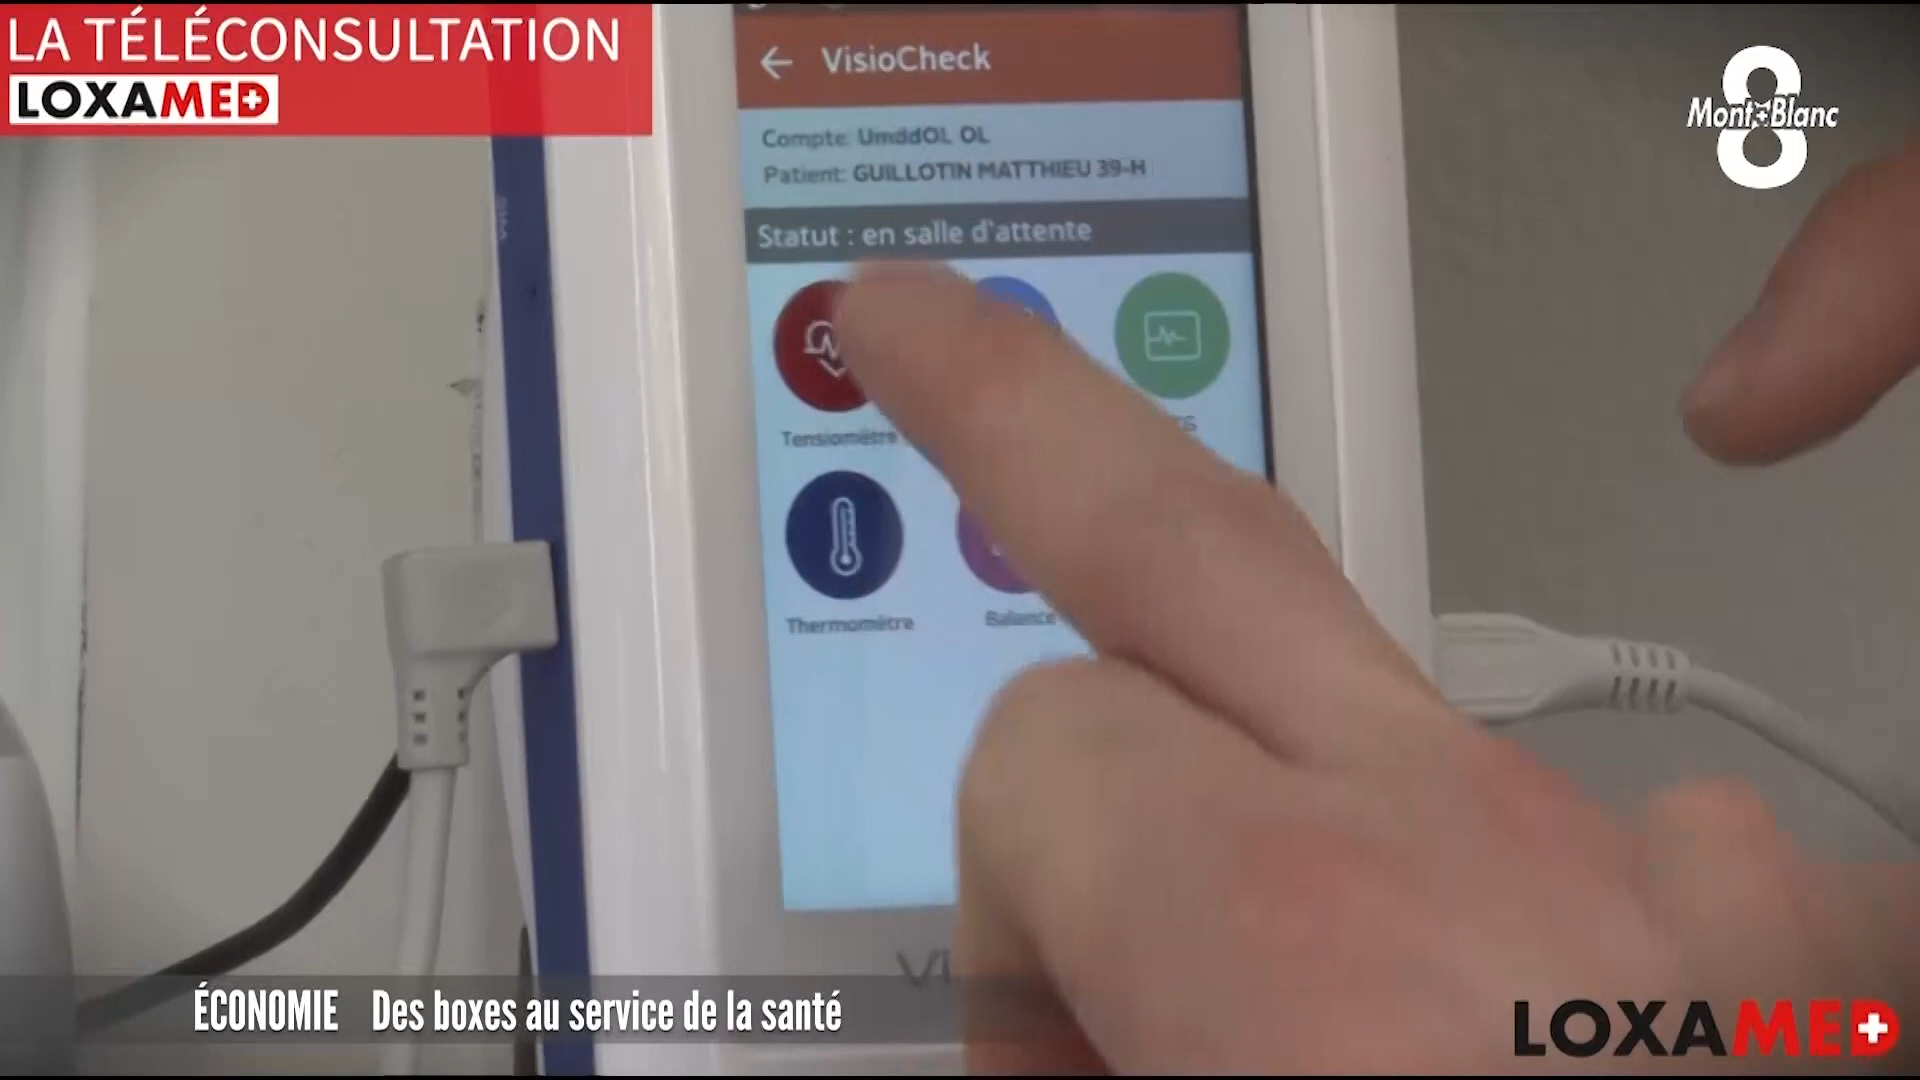 LA TÉLÉCONSULTATION
LOXAMED
8
Mont Blanc
VisioCheck
Compte: UmddOL OL
Patient: GUILLOTIN MATTHIEU 39-H
Statut : en salle d'attente
Tensiomètre
Thermomètre
Balance
ÉCONOMIE Des boxes au service de la santé
LOXAMED